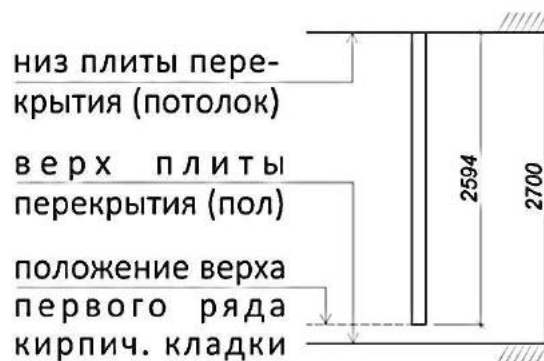 низ плиты пере-
крытия (потолок)
верх плиты
перекрытия (пол)
положение верха
первого ряда
кирпич. кладки
2594
2700